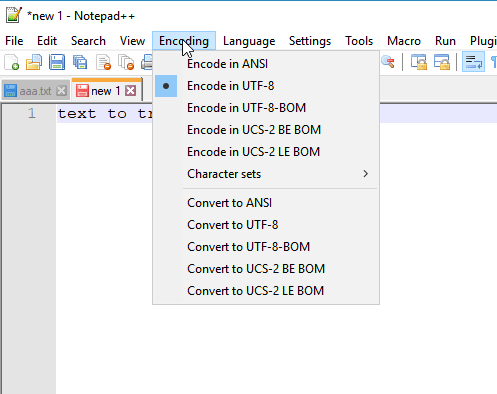 *new 1 - Notepad++
File Edit Search View Encoding Language Settings Tools Macro Run Plugi
aaa.txt new 1
1 text to tr
Encode in ANSI
Encode in UTF-8
Encode in UTF-8-BOM
Encode in UCS-2 BE BOM
Encode in UCS-2 LE BOM
Character sets
Convert to ANSI
Convert to UTF-8
Convert to UTF-8-BOM
Convert to UCS-2 BE BOM
Convert to UCS-2 LE BOM